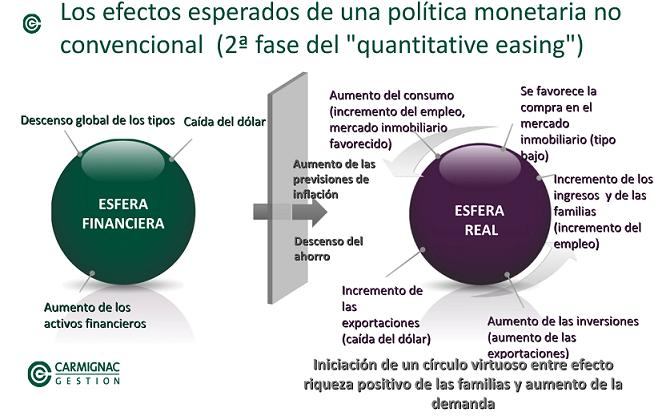 Los efectos esperados de una política monetaria no
convencional (2ª fase del "quantitative easing")
Descenso global de los tipos
Caída del dólar
ESFERA
FINANCIERA
Aumento de los
activos financieros
Aumento de las
previsiones de
inflación
Descenso del
ahorro
Aumento del consumo
(incremento del empleo,
mercado inmobiliario
favorecido)
Se favorece la
compra en el
mercado
inmobiliario (tipo
bajo)
ESFERA
REAL
Incremento de los
ingresos y de las
familias
(incremento del
empleo)
Incremento de
las
exportaciones
(caída del dólar)
Aumento de las inversiones
(aumento de las
exportaciones)
Iniciación de un círculo virtuoso entre efecto
riqueza positivo de las familias y aumento de la
demanda
CARMIGNAC
GESTION